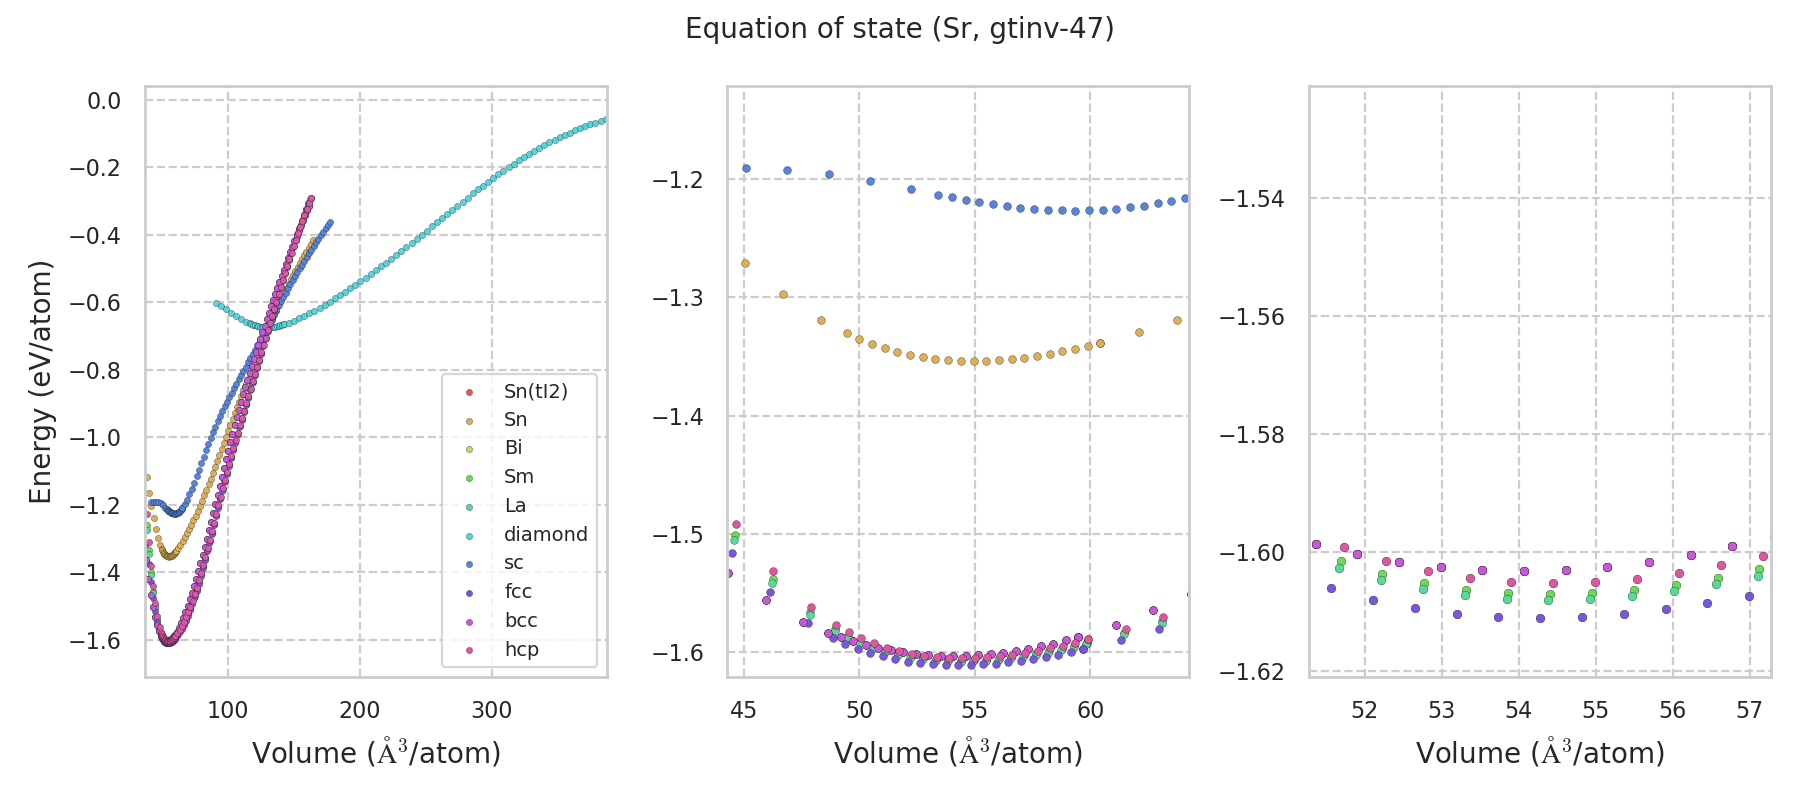 Equation of state (Sr, gtinv-47)
Energy (eV/atom)
0.0
−0.2
−0.4
−0.6
−0.8
−1.0
−1.2
−1.4
−1.6
100
200
300
Volume (Å³/atom)
Sn(tI2)
Sn
Bi
Sm
La
diamond
sc
fcc
bcc
hcp
−1.2
−1.3
−1.4
−1.5
−1.6
45
50
55
60
Volume (Å³/atom)
−1.54
−1.56
−1.58
−1.60
−1.62
52
53
54
55
56
57
Volume (Å³/atom)